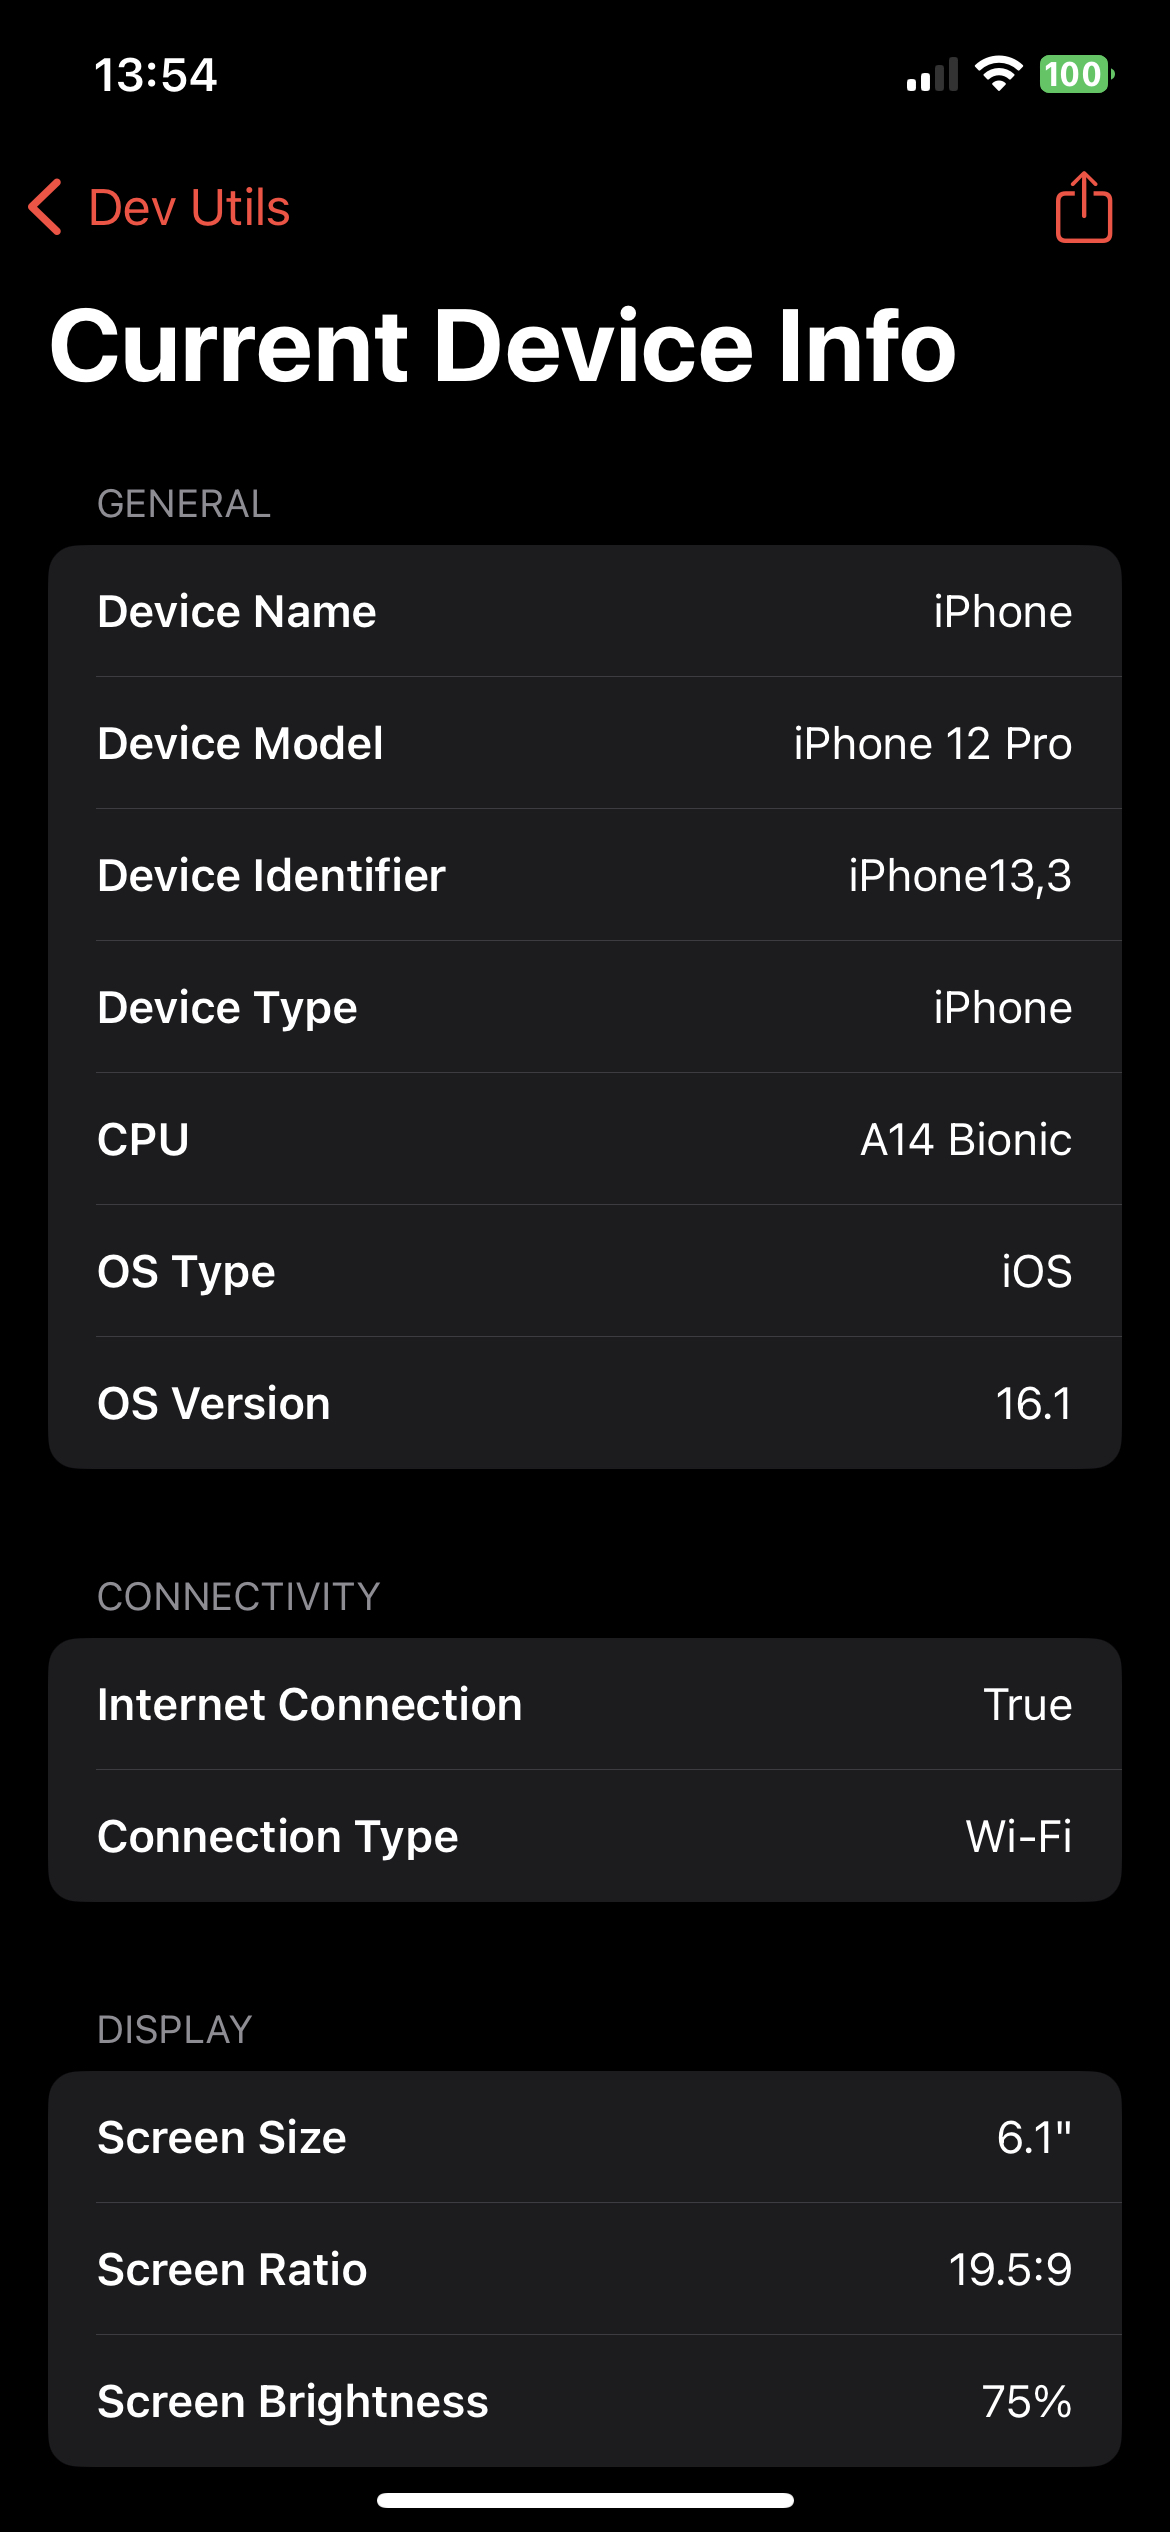 13:54
100
Dev Utils
Current Device Info
GENERAL
Device Name iPhone
Device Model iPhone 12 Pro
Device Identifier iPhone13,3
Device Type iPhone
CPU A14 Bionic
OS Type iOS
OS Version 16.1
CONNECTIVITY
Internet Connection True
Connection Type Wi-Fi
DISPLAY
Screen Size 6.1"
Screen Ratio 19.5:9
Screen Brightness 75%